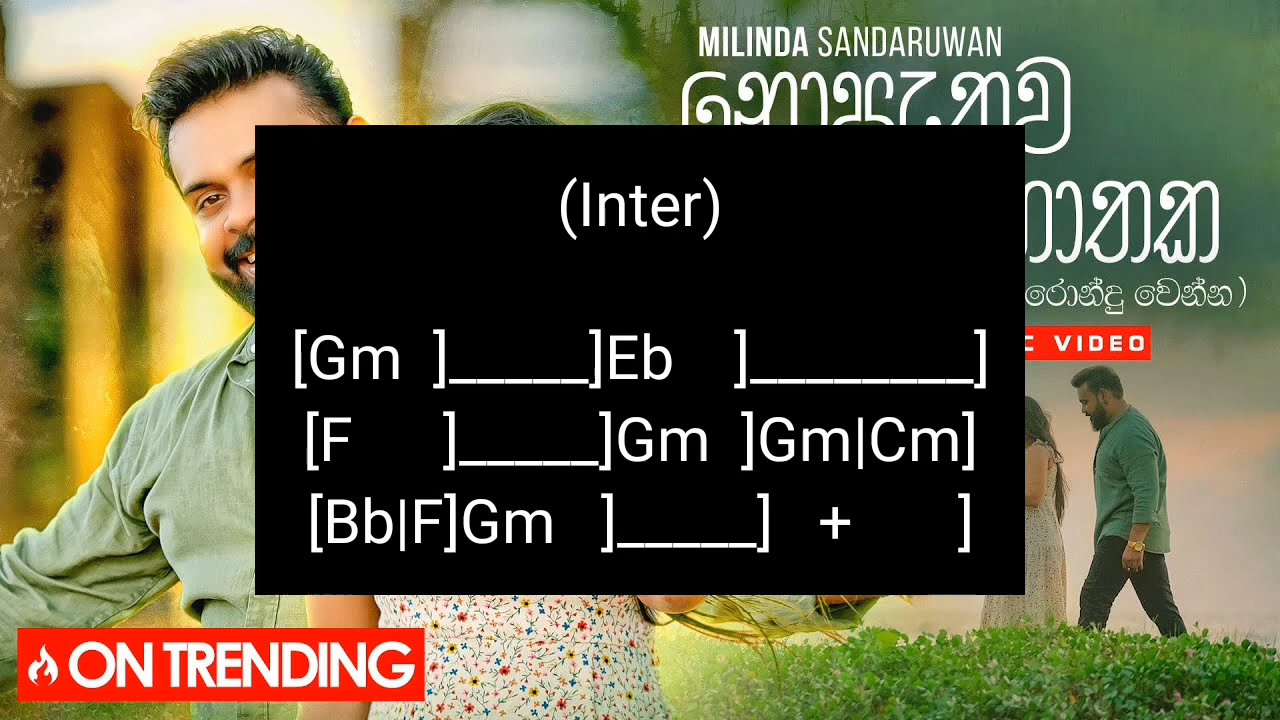 MILINDA SANDARUWAN
නොසැනුව
(Inter)
[Gm ]_____]Eb ]________]
[F ]_____]Gm ]Gm|Cm]
[Bb|F]Gm ]_____] + ]
වෙන්න)
VIDEO
ON TRENDING